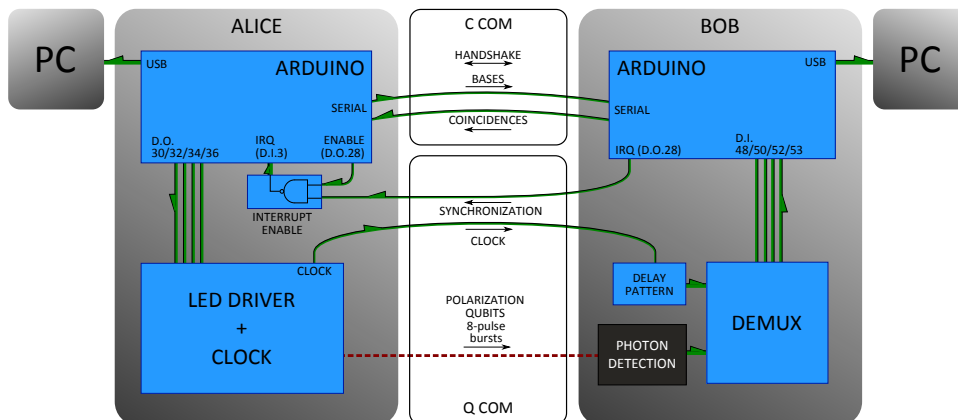 ALICE
C COM
BOB
PC
USB
ARDUINO
SERIAL
D.O.
30/32/34/36
IRQ
(D.I.3)
ENABLE
(D.O.28)
HANDSHAKE
BASES
COINCIDENCES
ARDUINO
USB
SERIAL
IRQ (D.O.28)
D.I.
48/50/52/53
PC
INTERRUPT
ENABLE
SYNCHRONIZATION
CLOCK
CLOCK
LED DRIVER
+
CLOCK
POLARIZATION
QUBITS
8-pulse
bursts
DELAY
PATTERN
PHOTON
DETECTION
DEMUX
Q COM